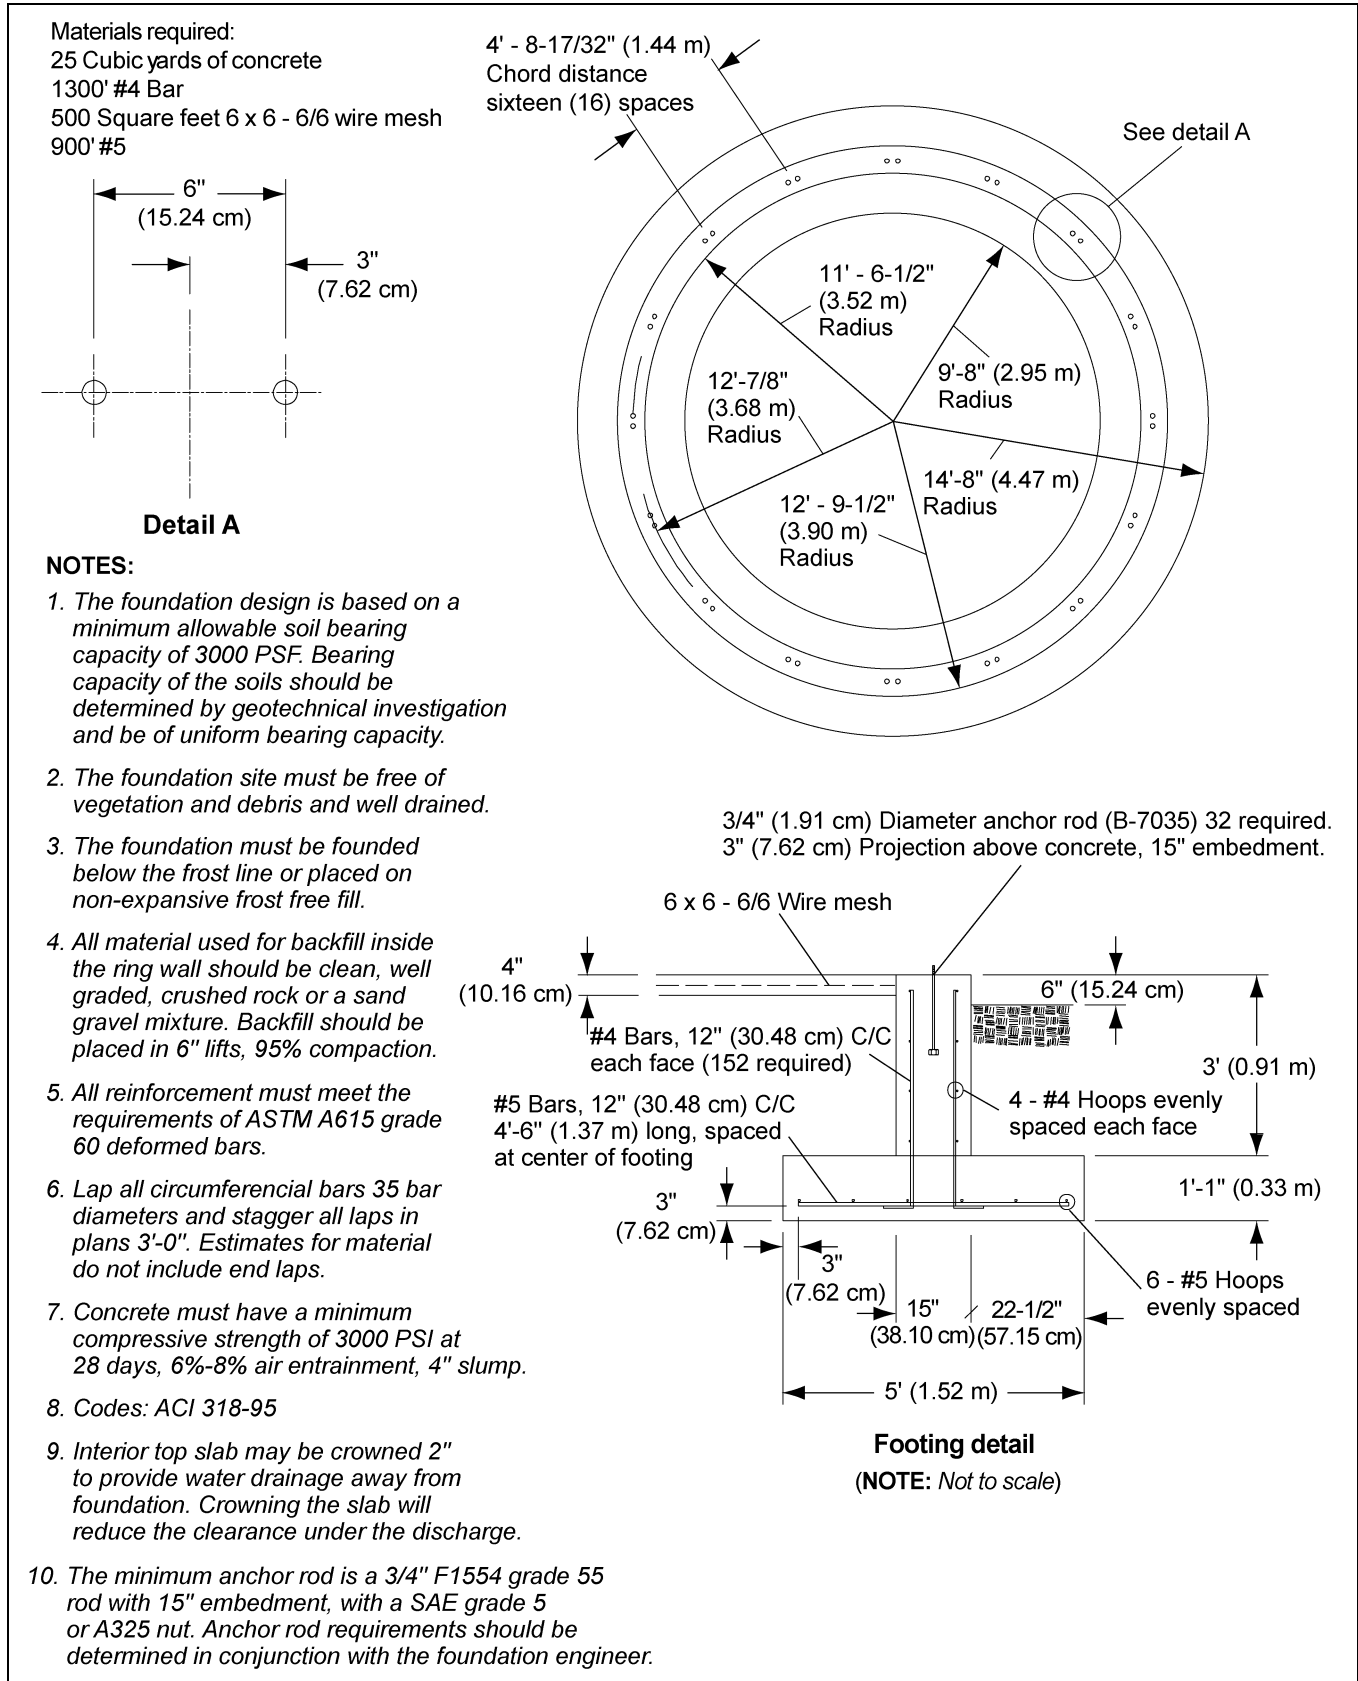 Materials required:
25 Cubic yards of concrete
1300' #4 Bar
500 Square feet 6 x 6 - 6/6 wire mesh
900' #5
6"
(15.24 cm)
3"
(7.62 cm)
Detail A
4' - 8-17/32" (1.44 m)
Chord distance
sixteen (16) spaces
See detail A
11' - 6-1/2"
(3.52 m)
Radius
9'-8" (2.95 m)
Radius
12'-7/8"
(3.68 m)
Radius
14'-8" (4.47 m)
Radius
12' - 9-1/2"
(3.90 m)
Radius
NOTES:
1. The foundation design is based on a
minimum allowable soil bearing
capacity of 3000 PSF. Bearing
capacity of the soils should be
determined by geotechnical investigation
and be of uniform bearing capacity.
2. The foundation site must be free of
vegetation and debris and well drained.
3. The foundation must be founded
below the frost line or placed on
non-expansive frost free fill.
4. All material used for backfill inside
the ring wall should be clean, well
graded, crushed rock or a sand
gravel mixture. Backfill should be
placed in 6" lifts, 95% compaction.
5. All reinforcement must meet the
requirements of ASTM A615 grade
60 deformed bars.
6. Lap all circumferencial bars 35 bar
diameters and stagger all laps in
plans 3'-0". Estimates for material
do not include end laps.
7. Concrete must have a minimum
compressive strength of 3000 PSI at
28 days, 6%-8% air entrainment, 4" slump.
8. Codes: ACI 318-95
9. Interior top slab may be crowned 2"
to provide water drainage away from
foundation. Crowning the slab will
reduce the clearance under the discharge.
10. The minimum anchor rod is a 3/4" F1554 grade 55
rod with 15" embedment, with a SAE grade 5
or A325 nut. Anchor rod requirements should be
determined in conjunction with the foundation engineer.
3/4" (1.91 cm) Diameter anchor rod (B-7035) 32 required.
3" (7.62 cm) Projection above concrete, 15" embedment.
6 x 6 - 6/6 Wire mesh
4"
(10.16 cm)
6" (15.24 cm)
#4 Bars, 12" (30.48 cm) C/C
each face (152 required)
3' (0.91 m)
#5 Bars, 12" (30.48 cm) C/C
4'-6" (1.37 m) long, spaced
at center of footing
4 - #4 Hoops evenly
spaced each face
1'-1" (0.33 m)
3"
(7.62 cm)
3"
(7.62 cm)
6 - #5 Hoops
evenly spaced
15"
(38.10 cm)
22-1/2"
(57.15 cm)
5' (1.52 m)
Footing detail
(NOTE: Not to scale)